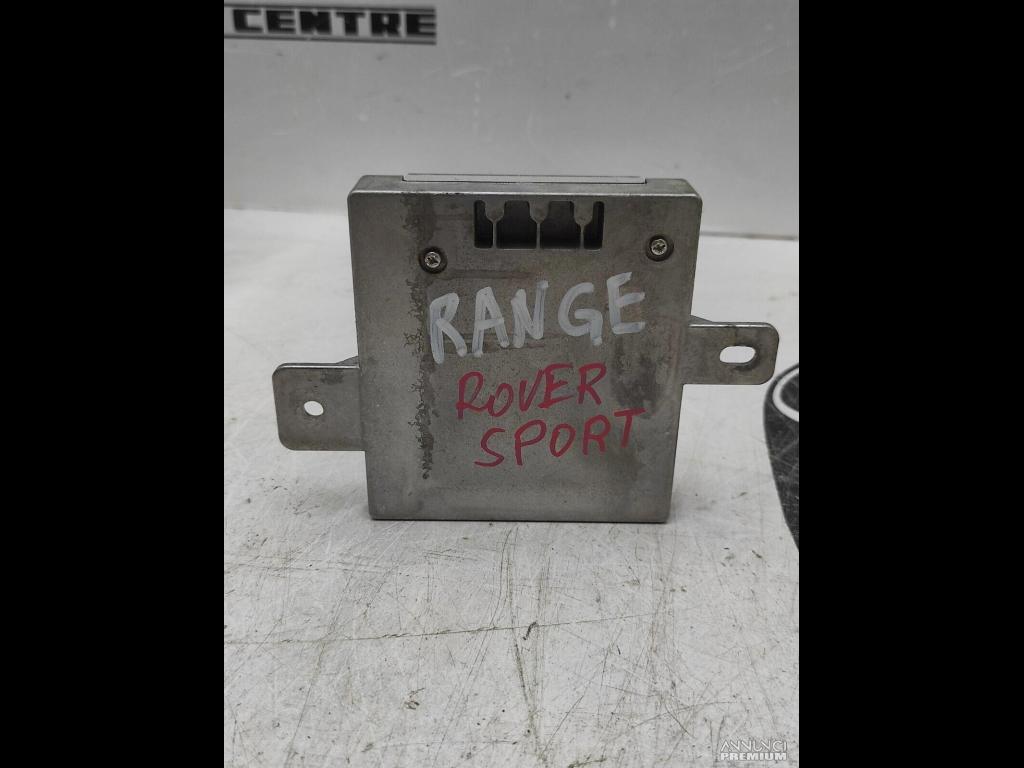 CENTRE
RANGE
ROVER
SPORT
ANNUNCI
PREMIUM